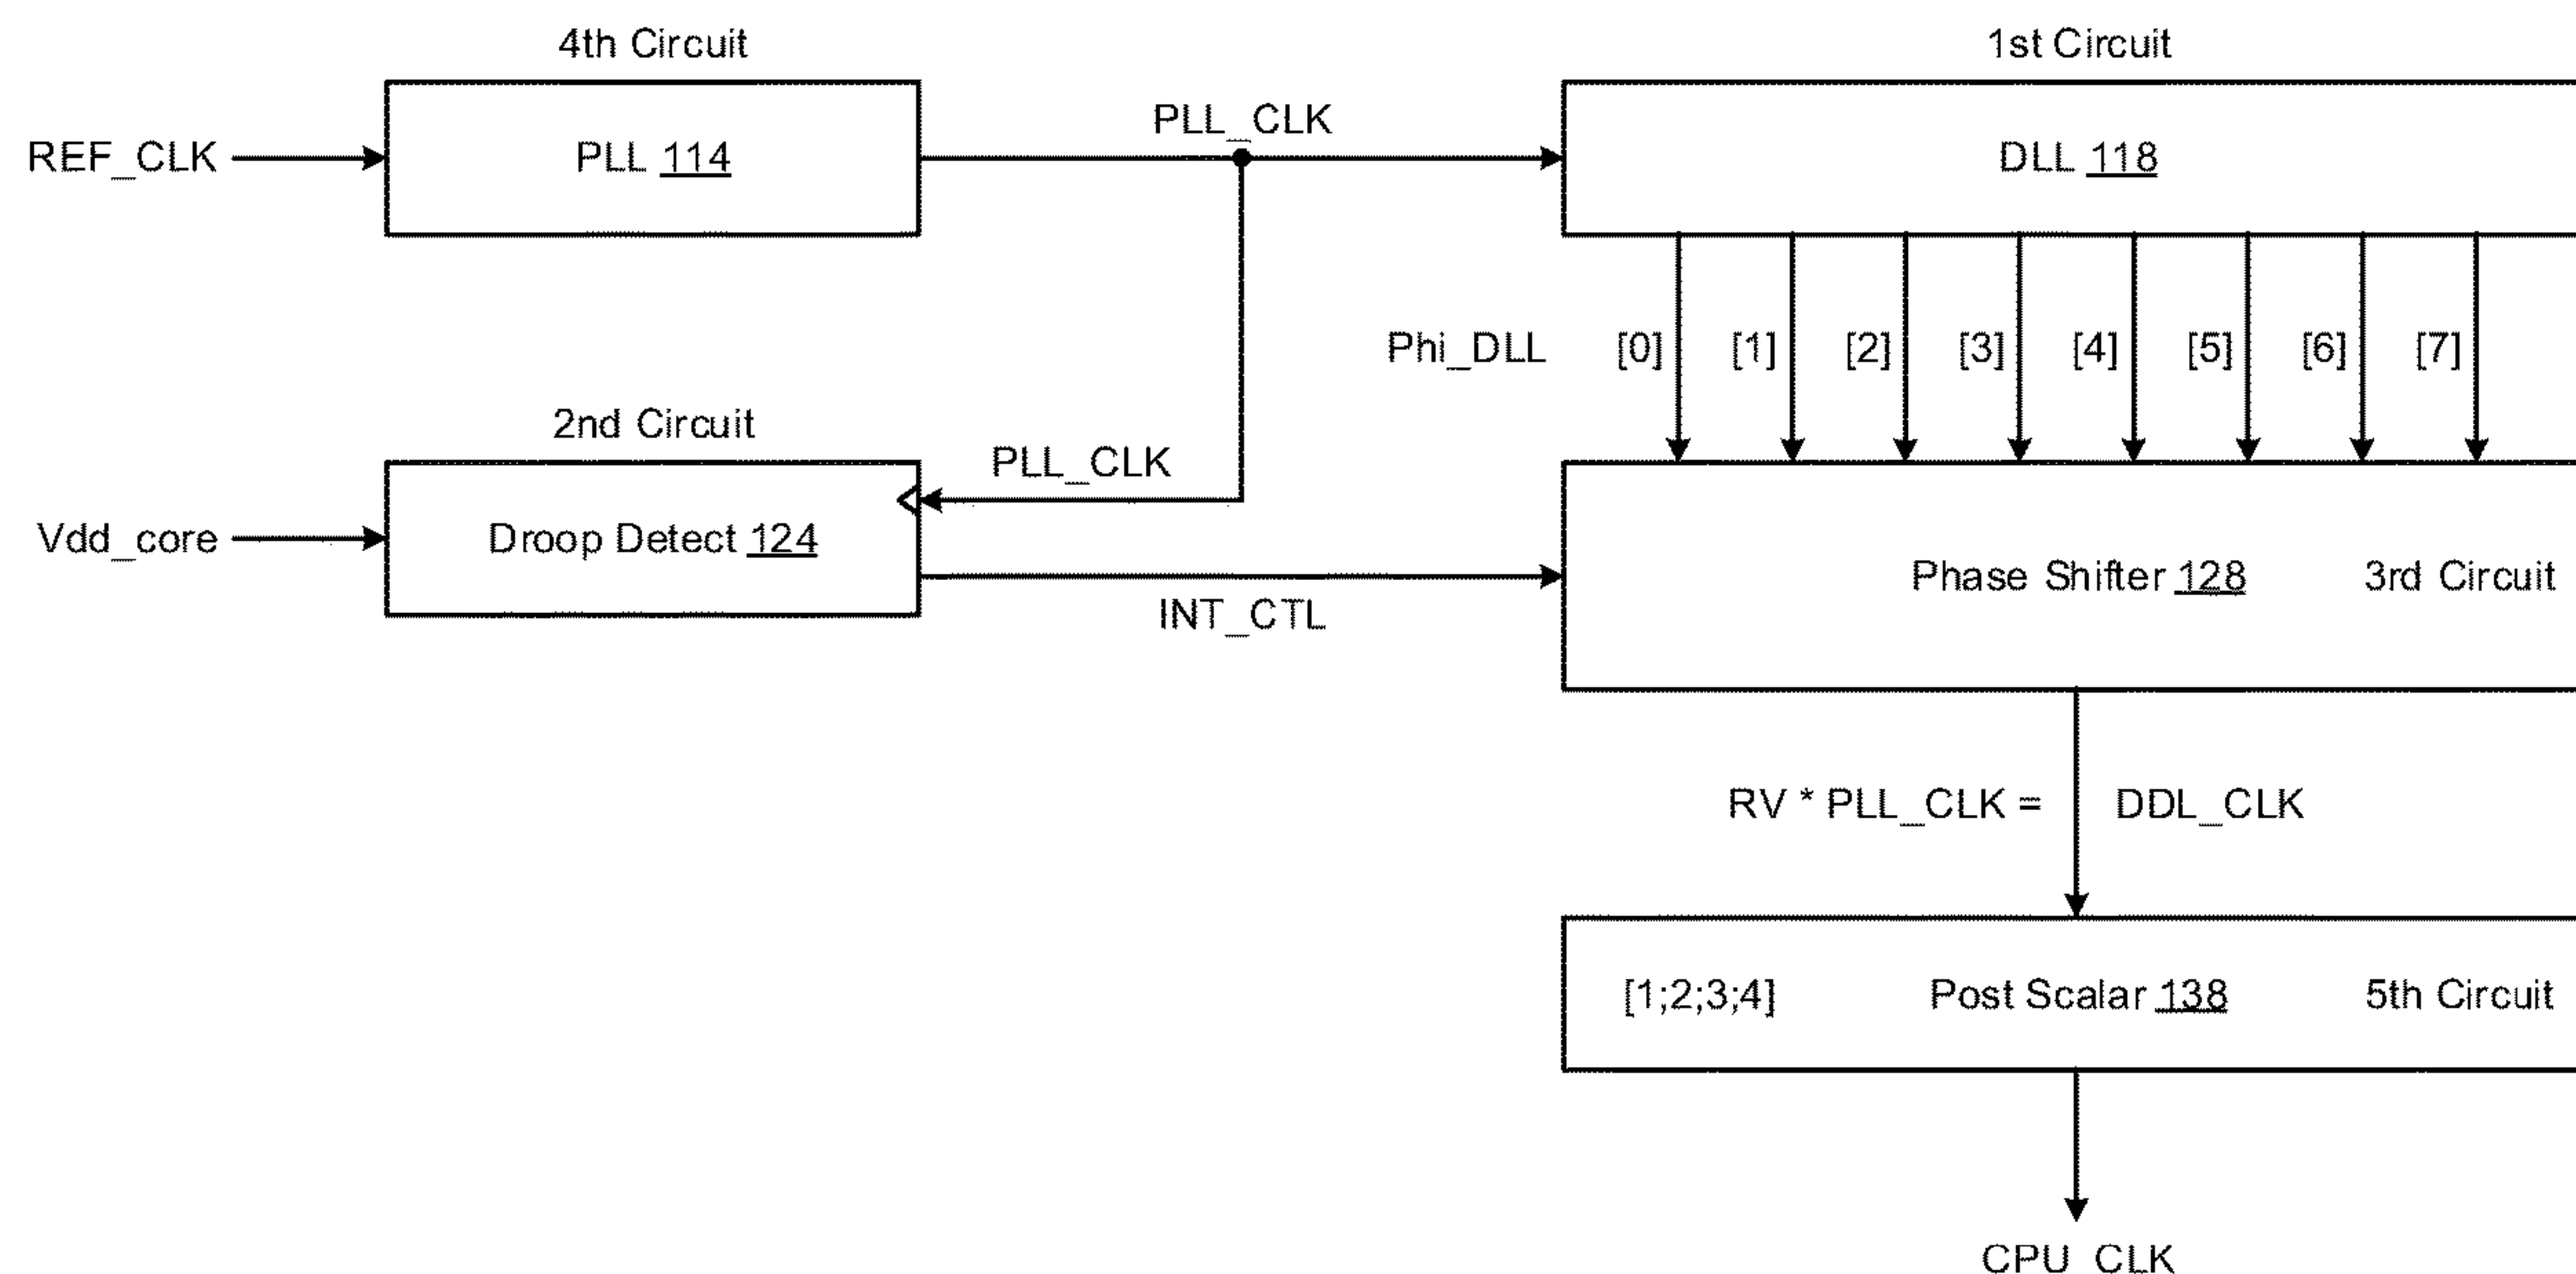 4th Circuit
1st Circuit
REF_CLK
PLL 114
PLL_CLK
DLL 118
Phi_DLL [0] [1] [2] [3] [4] [5] [6] [7]
2nd Circuit
PLL_CLK
Vdd_core
Droop Detect 124
INT_CTL
Phase Shifter 128 3rd Circuit
RV * PLL_CLK = DDL_CLK
[1;2;3;4] Post Scalar 138 5th Circuit
CPU_CLK